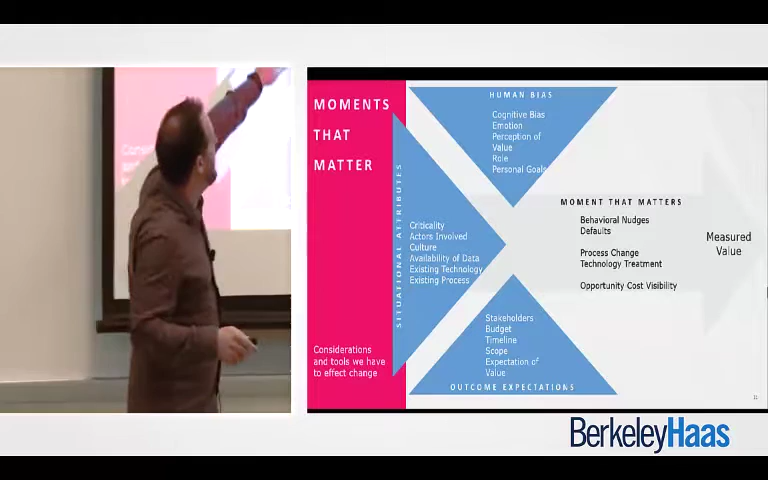 MOMENTS
THAT
MATTER
Considerations
and tools we have
to effect change
HUMAN BIAS
Cognitive Bias
Emotion
Perception of
Value
Role
Personal Goals
SITUATIONAL ATTRIBUTES
Criticality
Actors Involved
Culture
Availability of Data
Existing Technology
Existing Process
Stakeholders
Budget
Timeline
Scope
Expectation of
Value
OUTCOME EXPECTATIONS
MOMENT THAT MATTERS
Behavioral Nudges
Defaults
Process Change
Technology Treatment
Opportunity Cost Visibility
Measured
Value
BerkeleyHaas